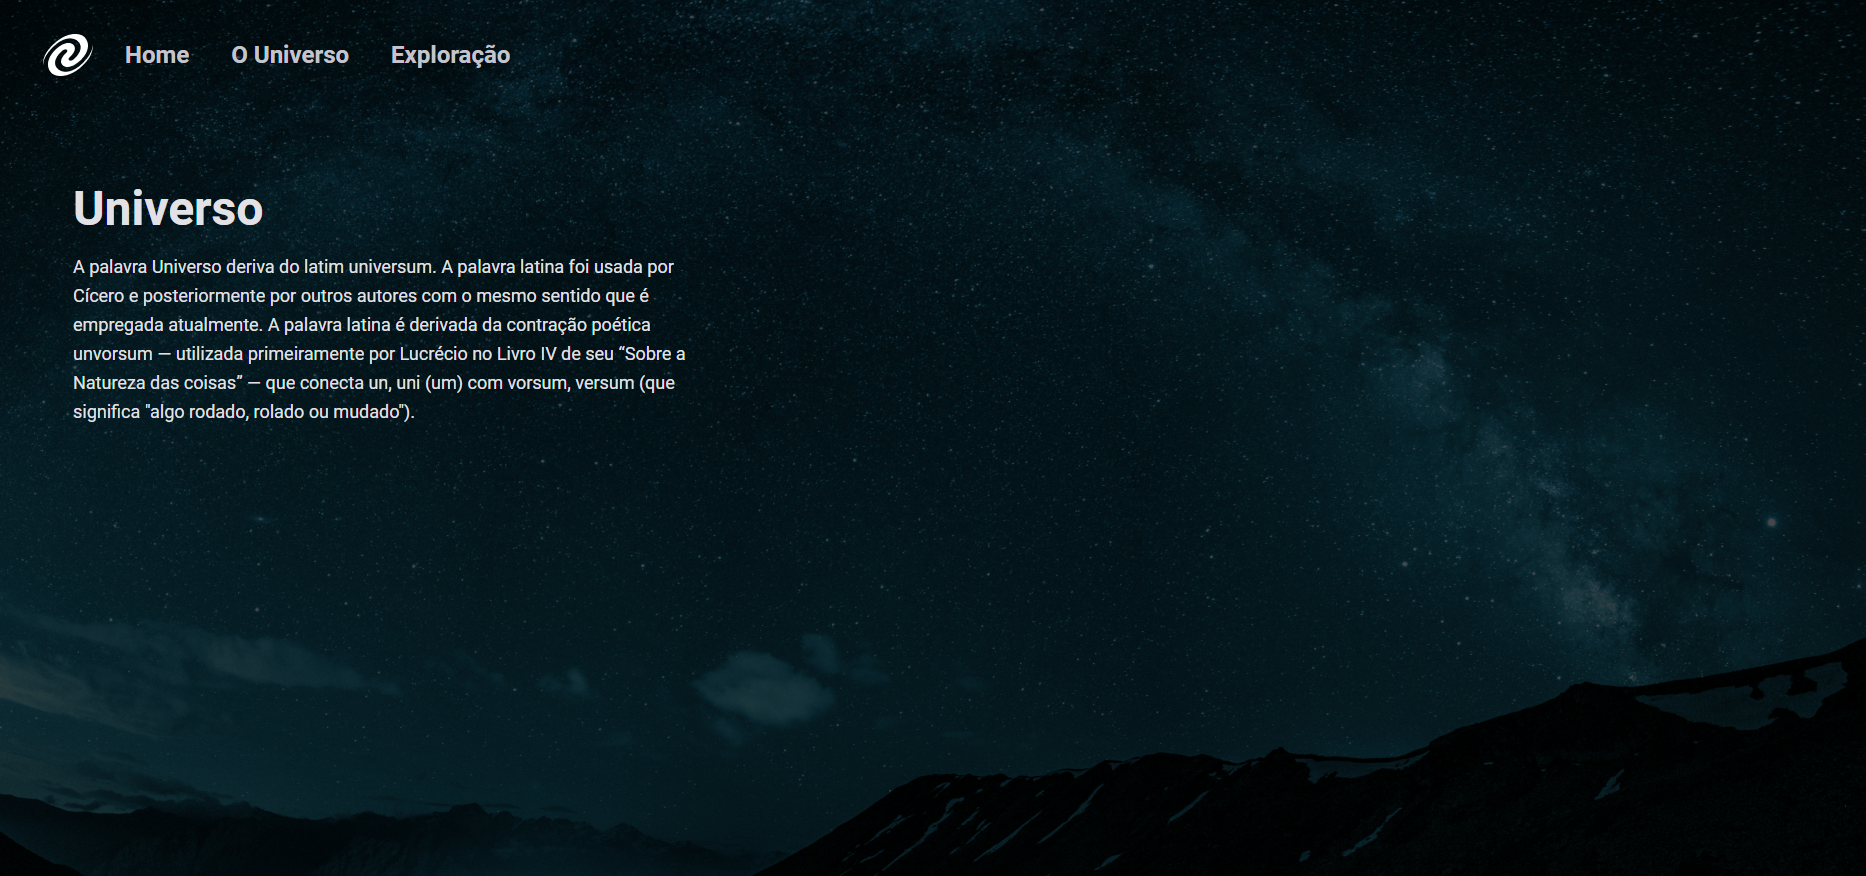 Home O Universo Exploração
Universo
A palavra Universo deriva do latim universum. A palavra latina foi usada por
Cícero e posteriormente por outros autores com o mesmo sentido que é
empregada atualmente. A palavra latina é derivada da contração poética
unvorsum — utilizada primeiramente por Lucrécio no Livro IV de seu “Sobre a
Natureza das coisas” — que conecta un, uni (um) com vorsum, versum (que
significa "algo rodado, rolado ou mudado").